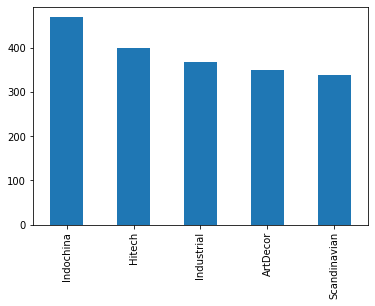 400
300
200
100
0
Indochina
Hitech
Industrial
ArtDecor
Scandinavian